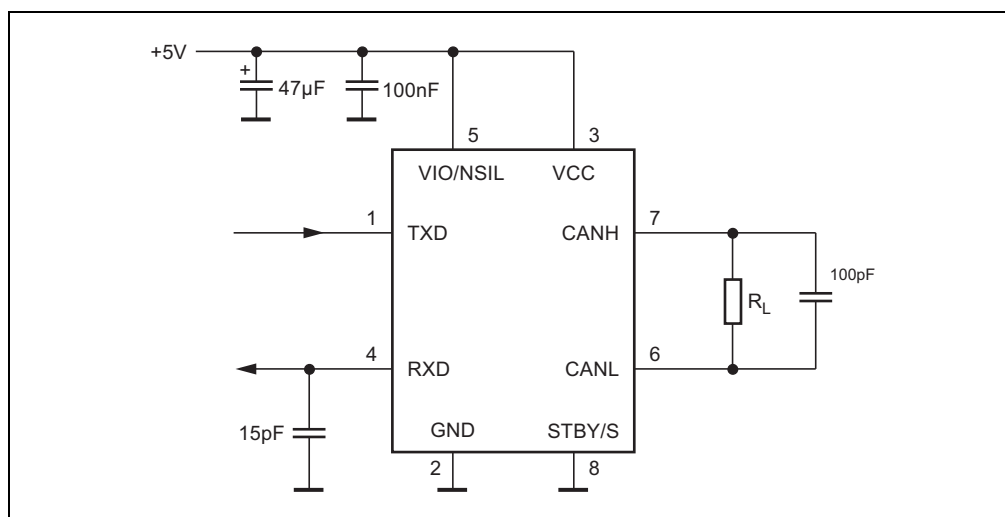 +5V
+
47µF
100nF
5
3
VIO/NSIL
VCC
1
7
TXD
CANH
100pF
RL
4
6
RXD
CANL
15pF
GND
STBY/S
2
8